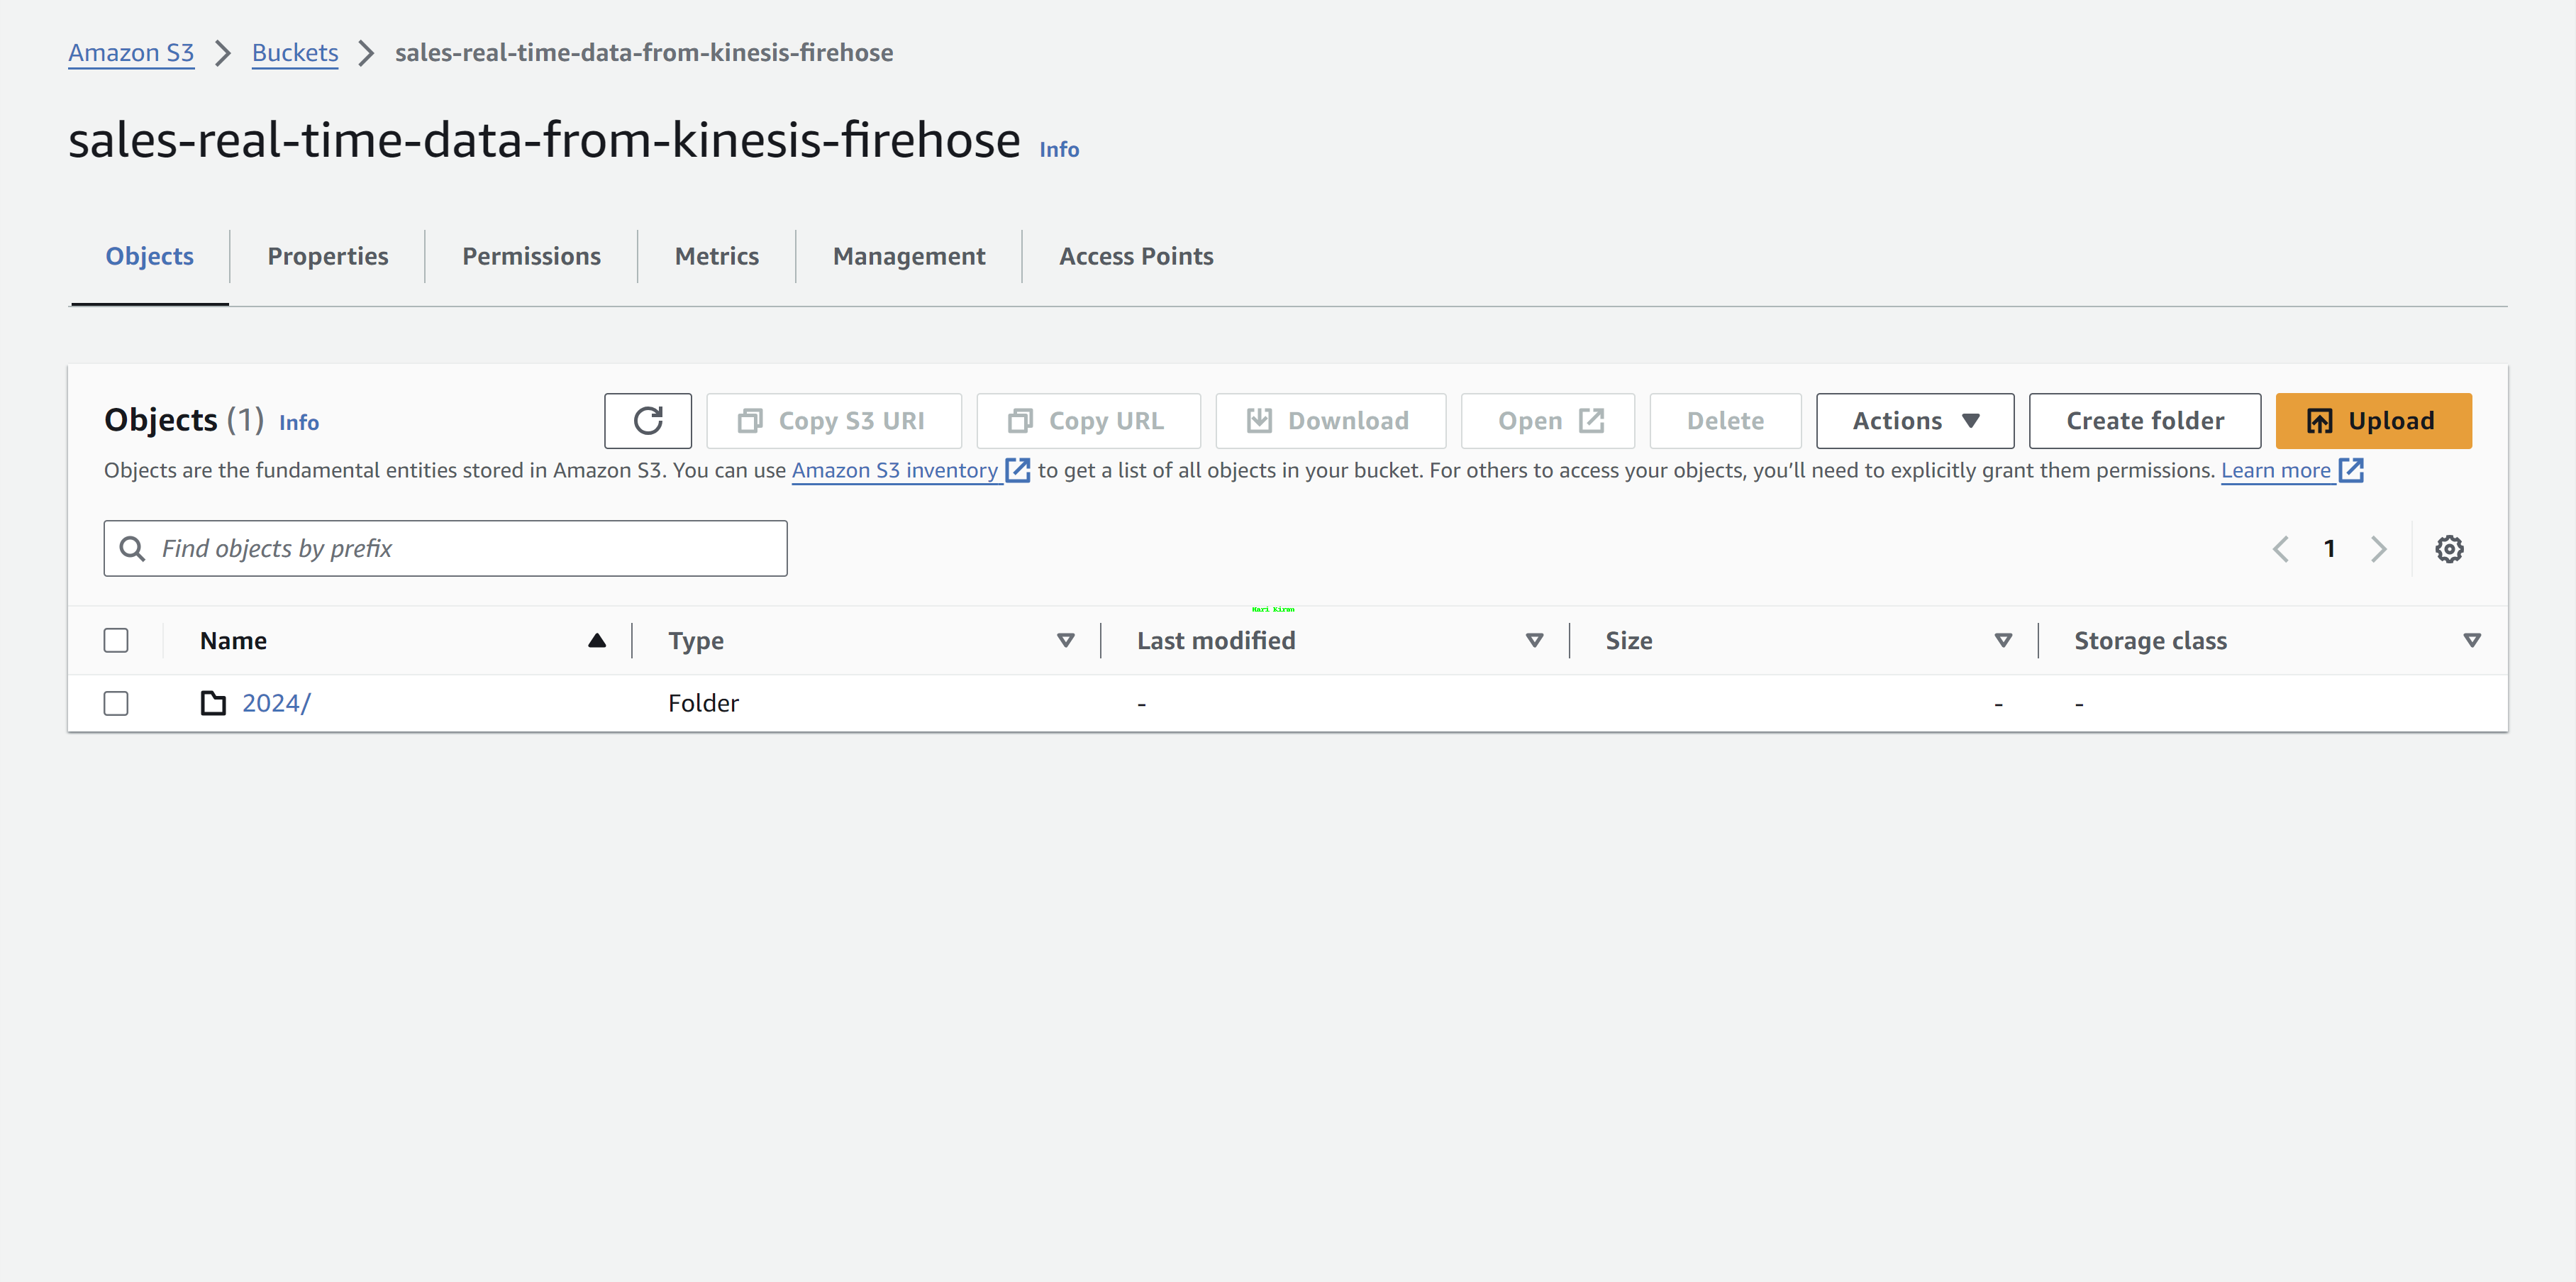 Amazon S3 > Buckets > sales-real-time-data-from-kinesis-firehose
sales-real-time-data-from-kinesis-firehose Info
Objects Properties Permissions Metrics Management Access Points
Objects (1) Info Copy S3 URI Copy URL Download Open Delete Actions Create folder Upload
Objects are the fundamental entities stored in Amazon S3. You can use Amazon S3 inventory to get a list of all objects in your bucket. For others to access your objects, you’ll need to explicitly grant them permissions. Learn more
Find objects by prefix 1
Hari Kiran
Name Type Last modified Size Storage class
2024/ Folder - - -